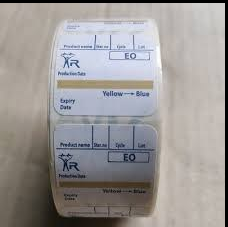 Product name Ster.no Cycle Lot
EO
R
Production Date
Yellow → Blue
Expiry
Date
Product name Ster.no Cycle Lot
EO
R
Production Date
Yellow → Blue
Expiry
Date